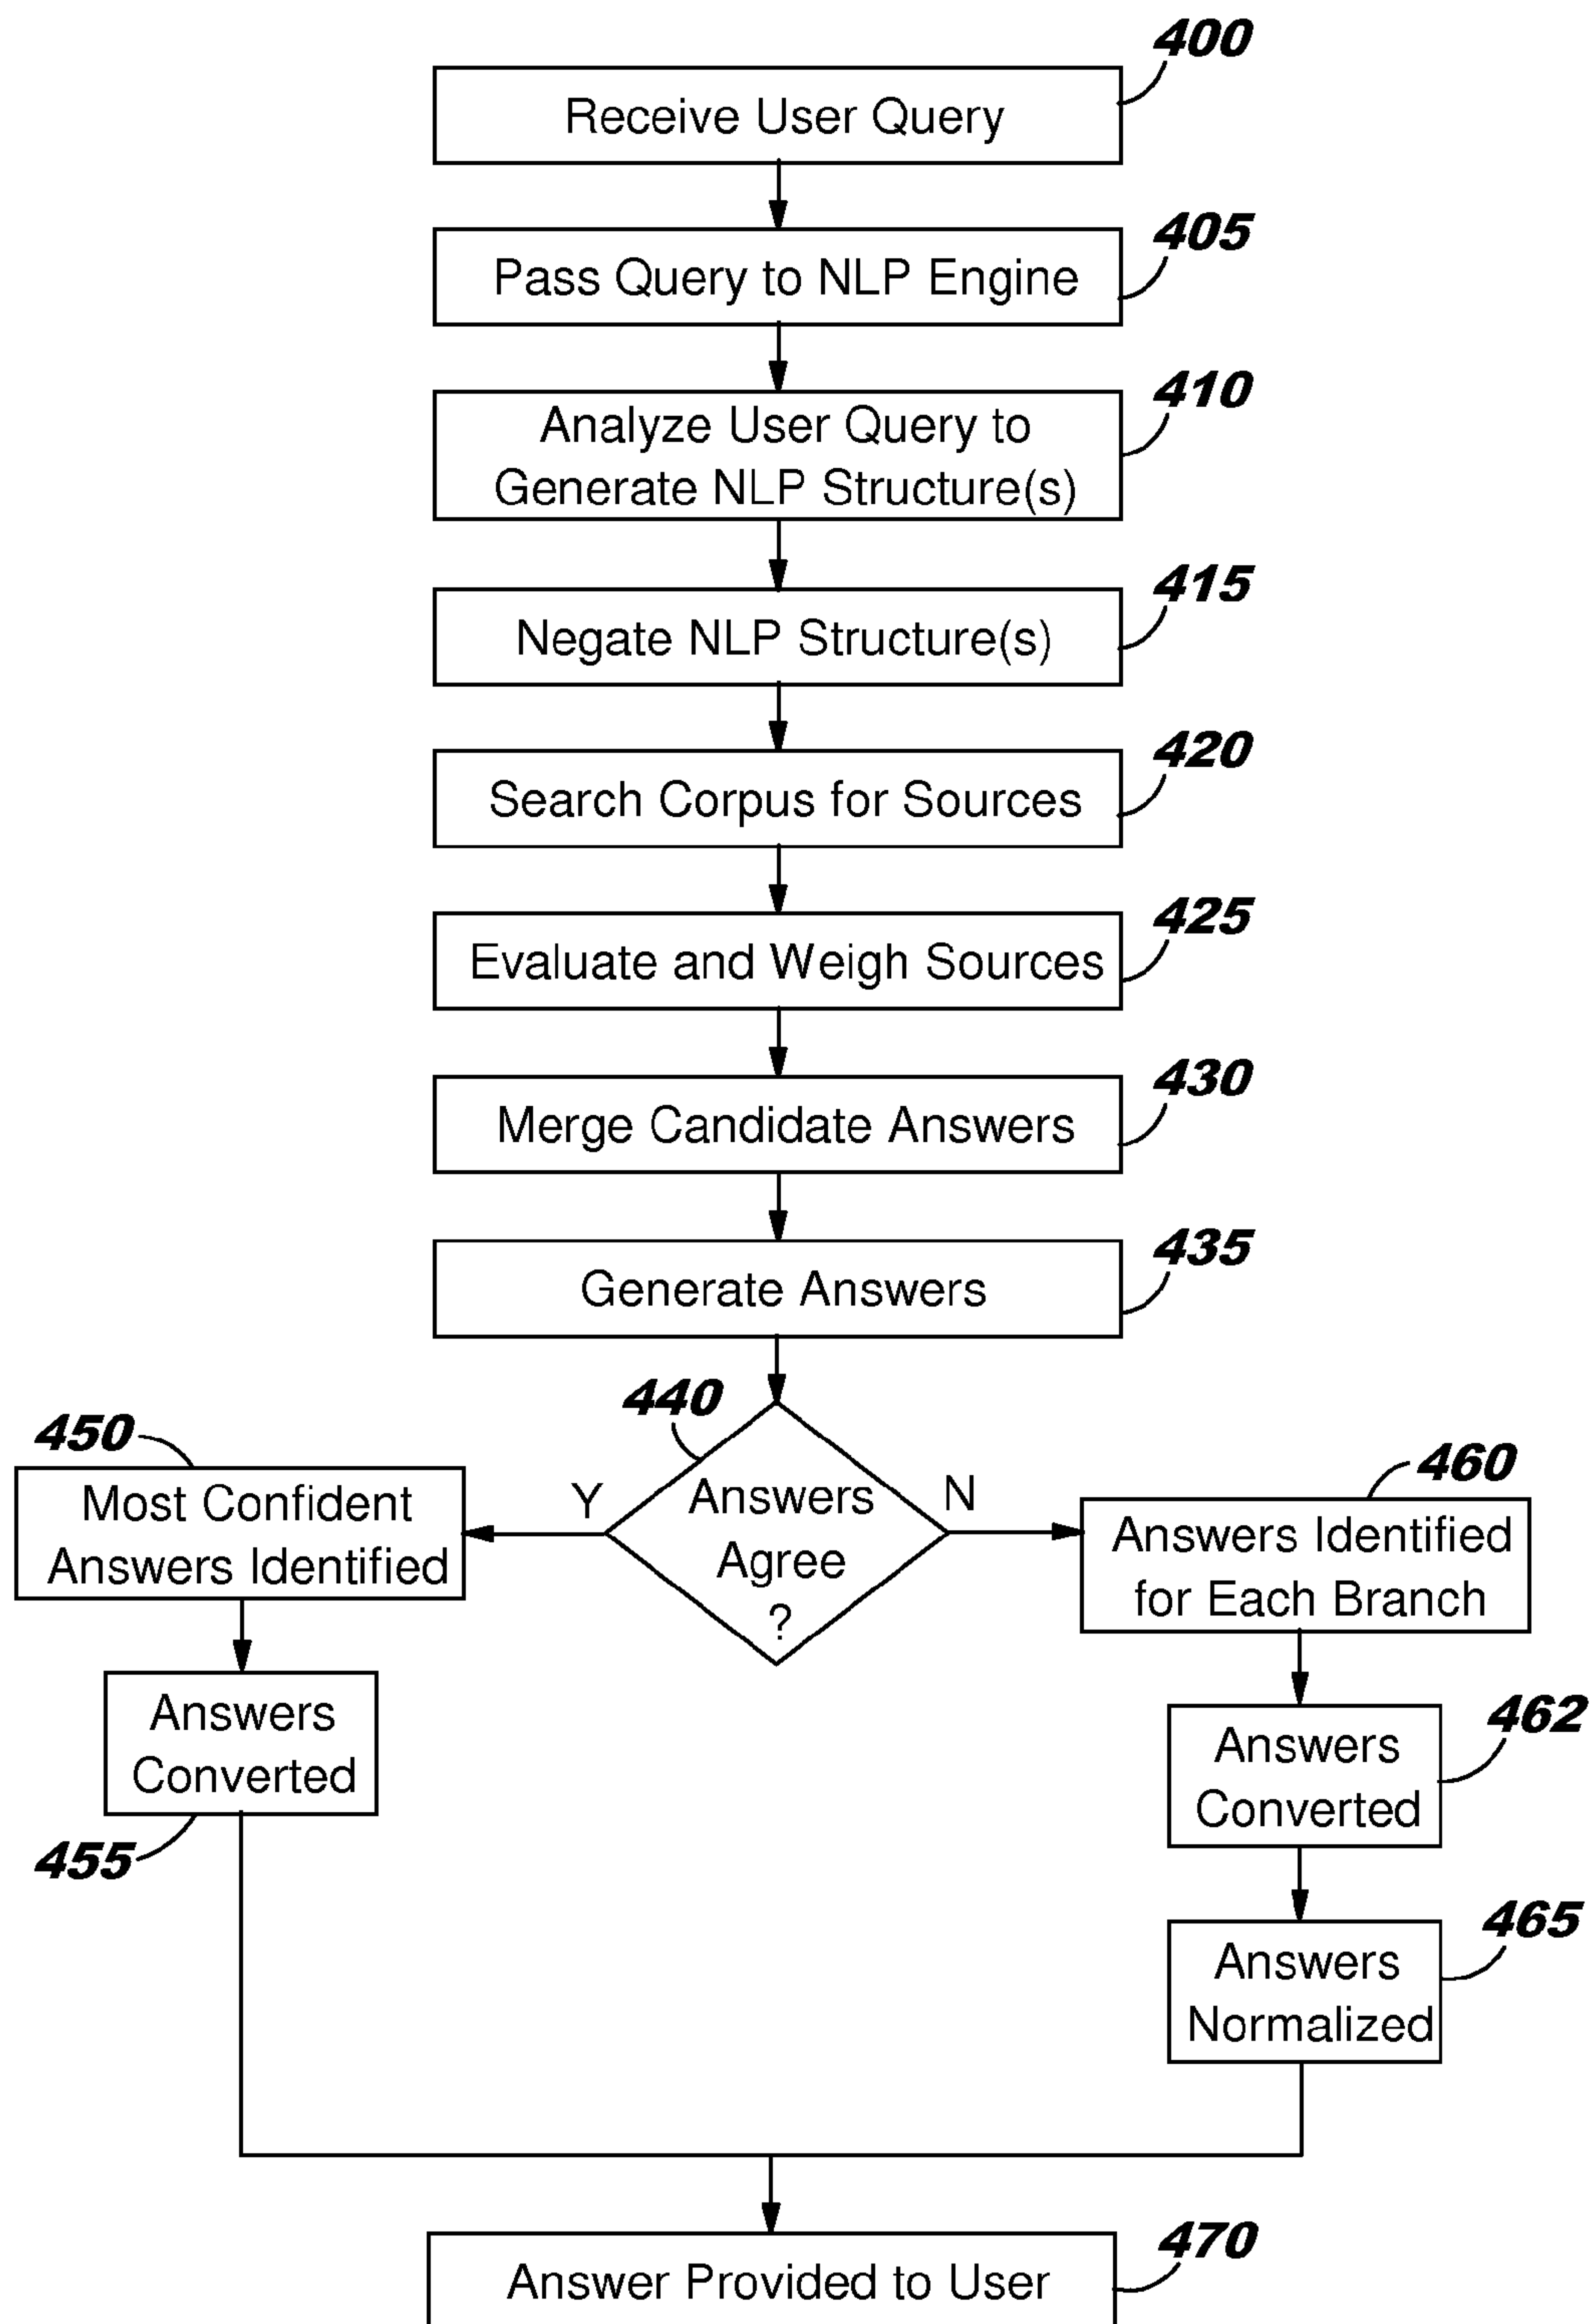 400
Receive User Query
405
Pass Query to NLP Engine
410
Analyze User Query to
Generate NLP Structure(s)
415
Negate NLP Structure(s)
420
Search Corpus for Sources
425
Evaluate and Weigh Sources
430
Merge Candidate Answers
435
Generate Answers
440
Answers
Agree
?
Y
N
450
Most Confident
Answers Identified
455
Answers
Converted
460
Answers Identified
for Each Branch
462
Answers
Converted
465
Answers
Normalized
470
Answer Provided to User